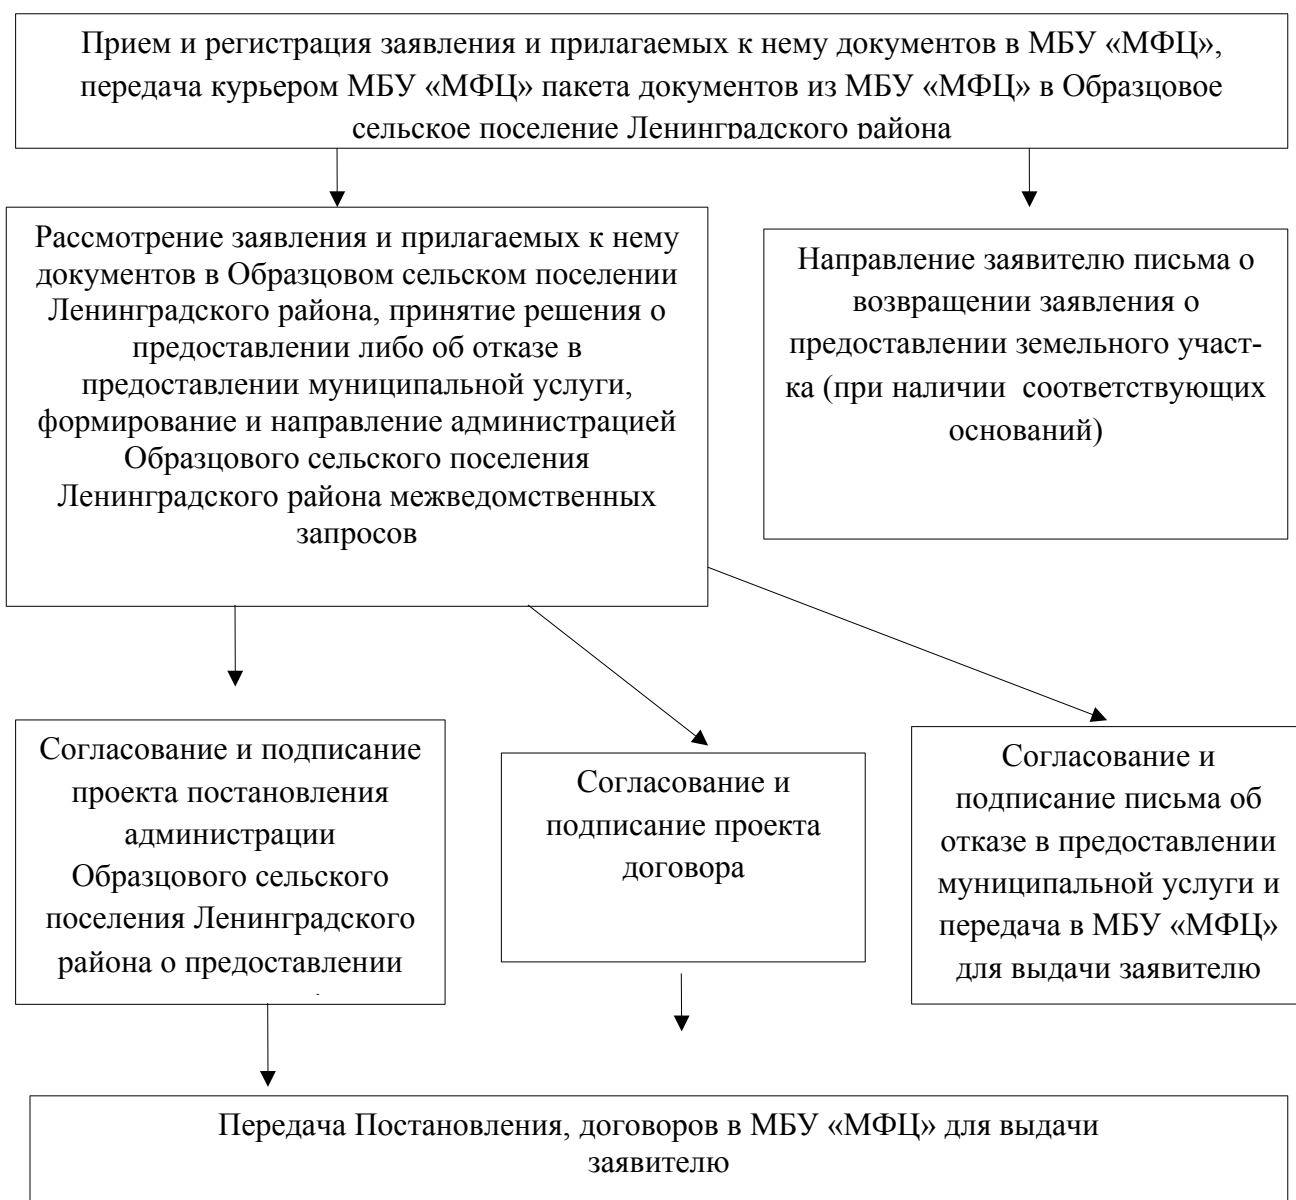 Прием и регистрация заявления и прилагаемых к нему документов в МБУ «МФЦ»,
передача курьером МБУ «МФЦ» пакета документов из МБУ «МФЦ» в Образцовое
сельское поселение Ленинградского района
Рассмотрение заявления и прилагаемых к нему
документов в Образцовом сельском поселении
Ленинградского района, принятие решения о
предоставлении либо об отказе в
предоставлении муниципальной услуги,
формирование и направление администрацией
Образцового сельского поселения
Ленинградского района межведомственных
запросов
Направление заявителю письма о
возвращении заявления о
предоставлении земельного участ-
ка (при наличии  соответствующих
оснований)
Согласование и подписание
проекта постановления
администрации
Образцового сельского
поселения Ленинградского
района о предоставлении
Согласование и
подписание проекта
договора
Согласование и
подписание письма об
отказе в предоставлении
муниципальной услуги и
передача в МБУ «МФЦ»
для выдачи заявителю
Передача Постановления, договоров в МБУ «МФЦ» для выдачи
заявителю